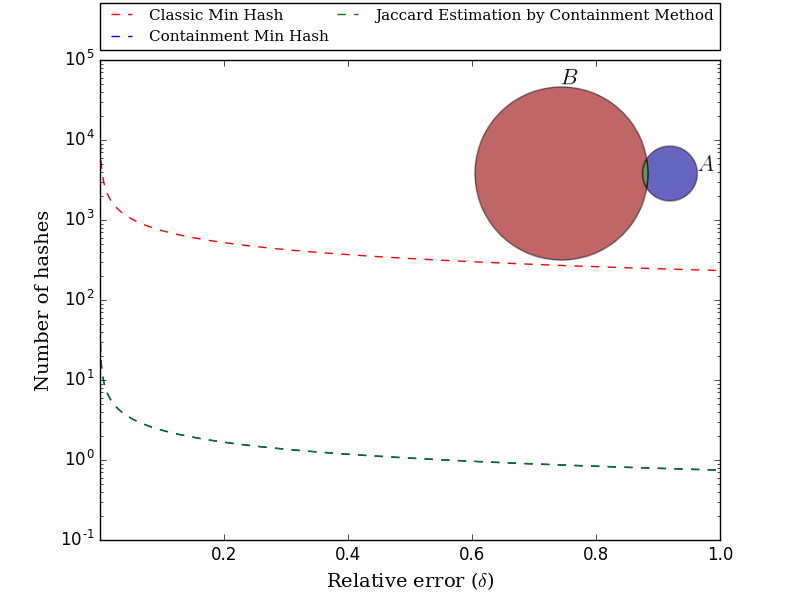 Classic Min Hash
Containment Min Hash
Jaccard Estimation by Containment Method
10^5
10^4
10^3
10^2
10^1
10^0
10^-1
Number of hashes
B
A
0.2 0.4 0.6 0.8 1.0
Relative error (δ)